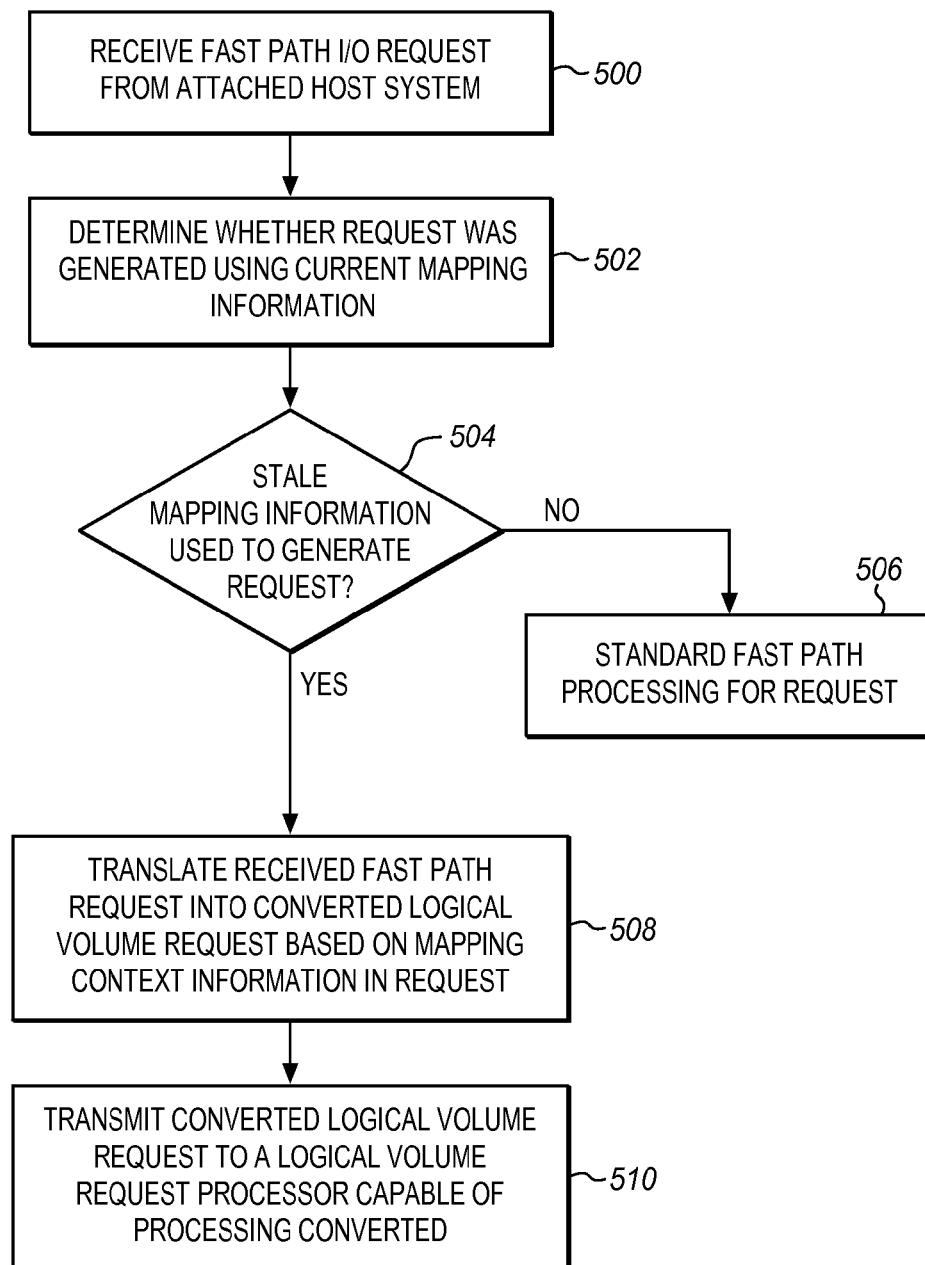 RECEIVE FAST PATH I/O REQUEST
FROM ATTACHED HOST SYSTEM
500
DETERMINE WHETHER REQUEST WAS
GENERATED USING CURRENT MAPPING
INFORMATION
502
504
STALE
MAPPING INFORMATION
USED TO GENERATE
REQUEST?
NO
506
STANDARD FAST PATH
PROCESSING FOR REQUEST
YES
TRANSLATE RECEIVED FAST PATH
REQUEST INTO CONVERTED LOGICAL
VOLUME REQUEST BASED ON MAPPING
CONTEXT INFORMATION IN REQUEST
508
TRANSMIT CONVERTED LOGICAL VOLUME
REQUEST TO A LOGICAL VOLUME
REQUEST PROCESSOR CAPABLE OF
PROCESSING CONVERTED
510